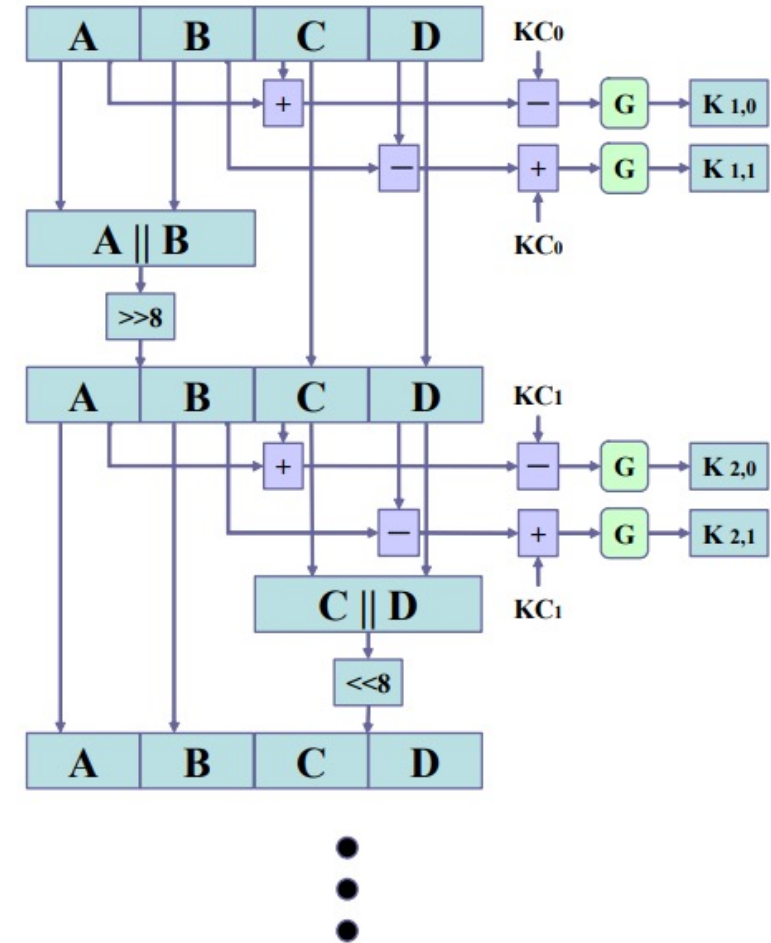 A B C D KC0
+ − G K 1,0
− + G K 1,1
A || B KC0
>>8
A B C D KC1
+ − G K 2,0
− + G K 2,1
C || D KC1
<<8
A B C D